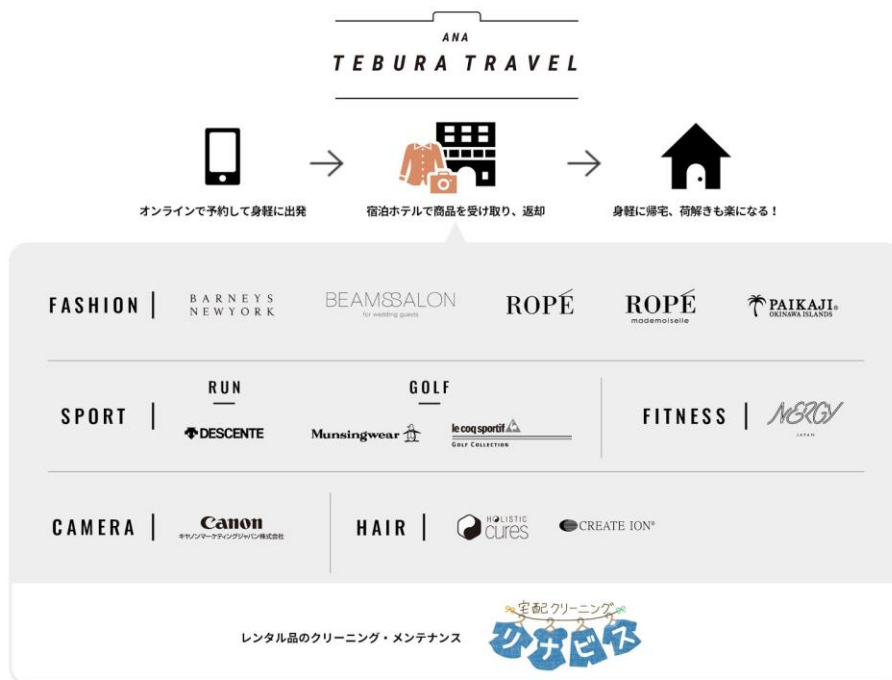 ANA
TEBURA TRAVEL
オンラインで予約して身軽に出発
宿泊ホテルで商品を受け取り、返却
身軽に帰宅、荷解きも楽になる！
FASHION
BARNEYS
NEWYORK
BEAMSSALON
for wedding guests
ROPÉ
ROPÉ
mademoiselle
PAIKAJI®
OKINAWA ISLANDS
SPORT
RUN
DESCENTE
GOLF
Munsingwear
le coq sportif
GOLF COLLECTION
FITNESS
NERGY
JAPAN
CAMERA
Canon
キヤノンマーケティングジャパン株式会社
HAIR
HOLISTIC
cures
CREATE ION®
レンタル品のクリーニング・メンテナンス
宅配クリーニング
リナビス